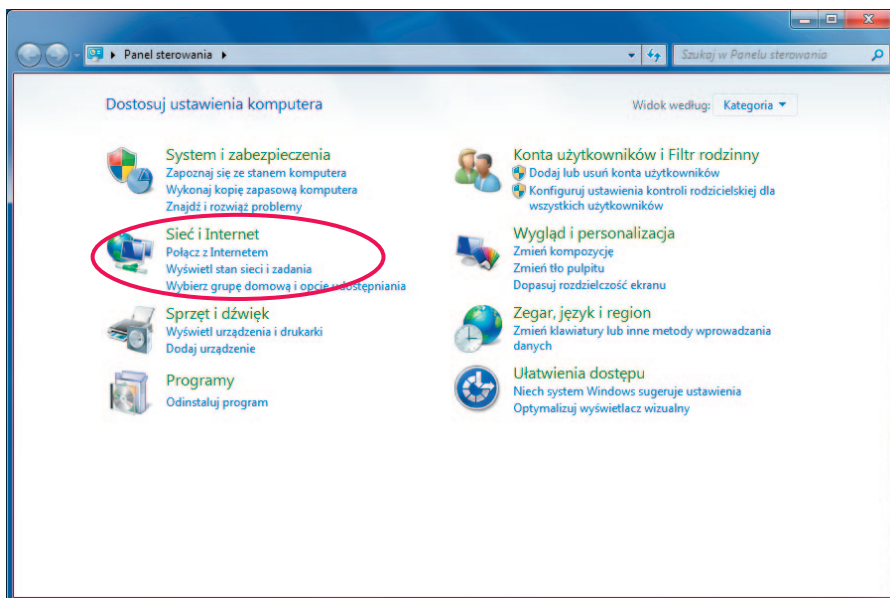 Panel sterowania
Szukaj w Panelu sterowania
Dostosuj ustawienia komputera
Widok według: Kategoria
System i zabezpieczenia
Zapoznaj się ze stanem komputera
Wykonaj kopię zapasową komputera
Znajdź i rozwiąż problemy
Sieć i Internet
Połącz z Internetem
Wyświetl stan sieci i zadania
Wybierz grupę domową i opcje udostępniania
Sprzęt i dźwięk
Wyświetl urządzenia i drukarki
Dodaj urządzenie
Programy
Odinstaluj program
Konta użytkowników i Filtr rodzinny
Dodaj lub usuń konta użytkowników
Konfiguruj ustawienia kontroli rodzicielskiej dla
wszystkich użytkowników
Wygląd i personalizacja
Zmień kompozycję
Zmień tło pulpitu
Dopasuj rozdzielczość ekranu
Zegar, język i region
Zmień klawiatury lub inne metody wprowadzania
danych
Ułatwienia dostępu
Niech system Windows sugeruje ustawienia
Optymalizuj wyświetlacz wizualny